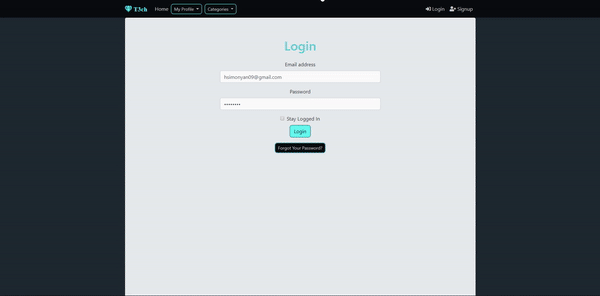 T3ch Home My Profile Categories Login Signup
Login
Email address
hsimonyan09@gmail.com
Password
••••••••
Stay Logged In
Login
Forgot Your Password?